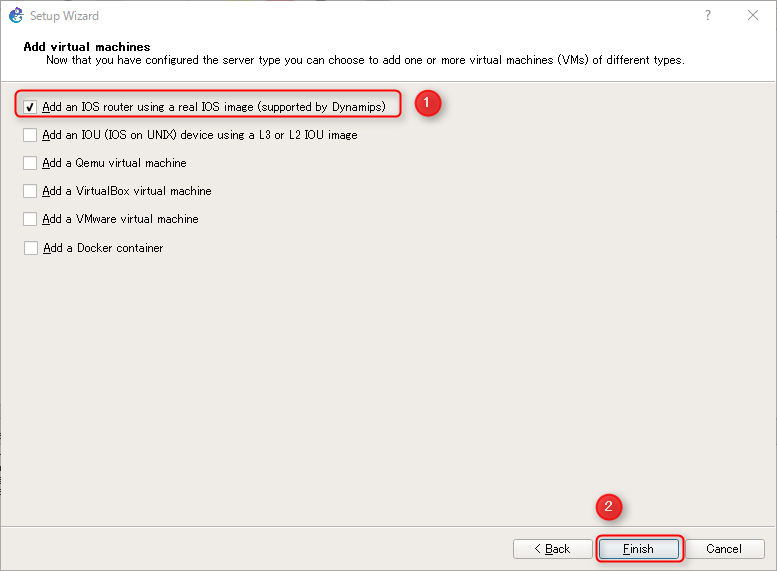 Setup Wizard
?
Add virtual machines
Now that you have configured the server type you can choose to add one or more virtual machines (VMs) of different types.
Add an IOS router using a real IOS image (supported by Dynamips)
1
Add an IOU (IOS on UNIX) device using a L3 or L2 IOU image
Add a Qemu virtual machine
Add a VirtualBox virtual machine
Add a VMware virtual machine
Add a Docker container
2
< Back Finish Cancel